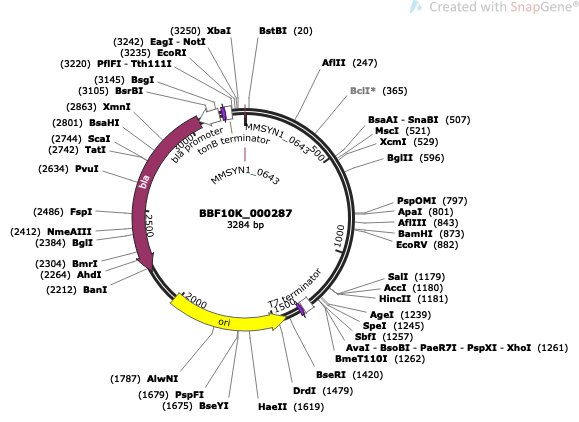 Created with SnapGene®
(3250) XbaI
BstBI (20)
(3242) EagI - NotI
(3235) EcoRI
(3220) PflFI - Tth111I
(3145) BsgI
(3105) BsrBI
(2863) XmnI
(2801) BsaHI
(2744) ScaI
(2742) TatI
(2634) PvuI
(2486) FspI
(2412) NmeAIII
(2384) BglI
(2304) BmrI
(2264) AhdI
(2212) BanI
AflII (247)
BclI* (365)
BsaAI - SnaBI (507)
MscI (521)
XcmI (529)
BglII (596)
PspOMI (797)
ApaI (801)
AflIII (843)
BamHI (873)
EcoRV (882)
SalI (1179)
AccI (1180)
HincII (1181)
AgeI (1239)
SpeI (1245)
SbfI (1257)
AvaI - BsoBI - PaeR7I - PspXI - XhoI (1261)
BmeT110I (1262)
BseRI (1420)
DrdI (1479)
HaeII (1619)
(1787) AlwNI
(1679) PspFI
(1675) BseYI
bla promoter
tonB terminator
MMSYN1_0643
MMSYN1_0643
bla
ori
T7 terminator
500
1000
1500
2000
2500
3000
BBF10K_000287
3284 bp